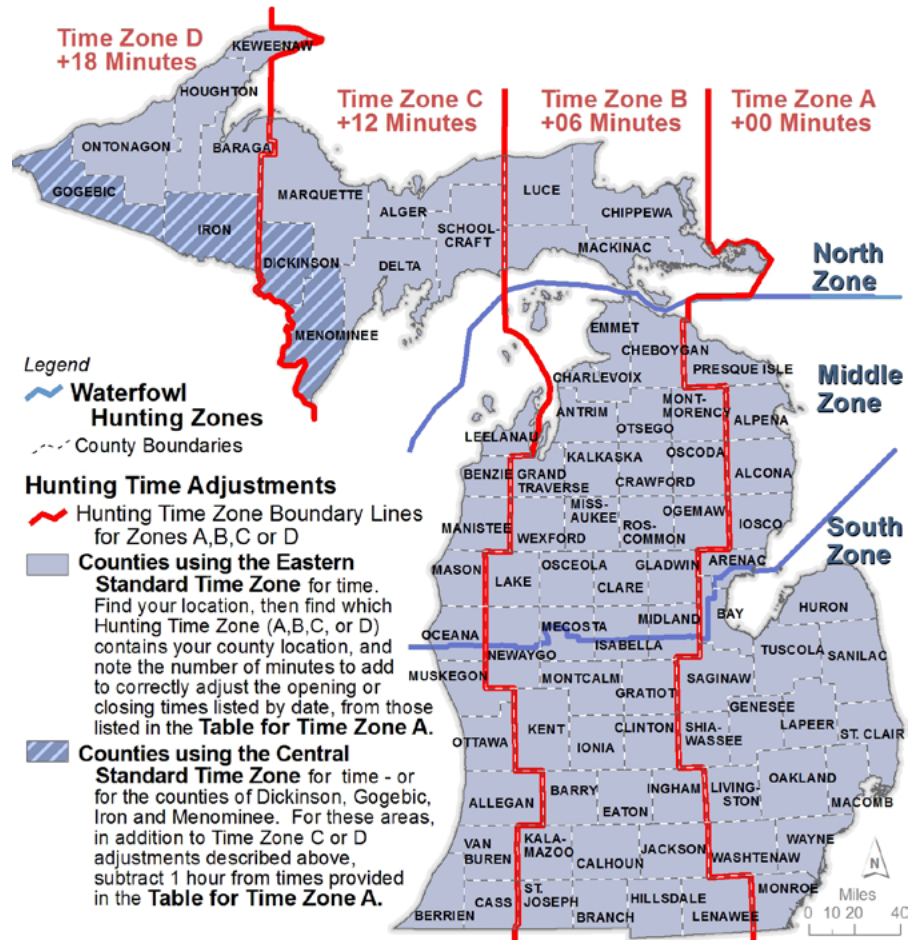 Time Zone D
+18 Minutes
KEWEENAW
HOUGHTON
Time Zone C
+12 Minutes
Time Zone B
+06 Minutes
Time Zone A
+00 Minutes
ONTONAGON
BARAGA
GOGEBIC
MARQUETTE
LUCE
ALGER
CHIPPEWA
IRON
SCHOOL-
CRAFT
MACKINAC
DICKINSON
DELTA
North
Zone
MENOMINEE
EMMET
CHEBOYGAN
PRESQUE ISLE
Legend
Waterfowl
Hunting Zones
County Boundaries
CHARLEVOIX
Middle
Zone
ANTRIM
MONT-
MORENCY
OTSEGO
ALPENA
LEELANAU
BENZIE
GRAND
TRAVERSE
KALKASKA
OSCODA
CRAWFORD
ALCONA
Hunting Time Adjustments
Hunting Time Zone Boundary Lines
for Zones A,B,C or D
MANISTEE
MISS-
AUKEE
WEXFORD
ROS-
COMMON
OGEMAW
IOSCO
South
Zone
Counties using the Eastern
Standard Time Zone for time.
Find your location, then find which
Hunting Time Zone (A,B,C, or D)
contains your county location, and
note the number of minutes to add
to correctly adjust the opening or
closing times listed by date, from those
listed in the Table for Time Zone A.
MASON
LAKE
OSCEOLA
CLARE
GLADWIN
ARENAC
HURON
BAY
OCEANA
NEWAYGO
MECOSTA
ISABELLA
MIDLAND
TUSCOLA
SANILAC
MUSKEGON
MONTCALM
GRATIOT
SAGINAW
GENESEE
LAPEER
ST. CLAIR
OTTAWA
KENT
IONIA
CLINTON
SHIA-
WASSEE
Counties using the Central
Standard Time Zone for time - or
for the counties of Dickinson, Gogebic,
Iron and Menominee. For these areas,
in addition to Time Zone C or D
adjustments described above,
subtract 1 hour from times provided
in the Table for Time Zone A.
ALLEGAN
BARRY
EATON
INGHAM
LIVING-
STON
OAKLAND
MACOMB
VAN
BUREN
KALA-
MAZOO
CALHOUN
JACKSON
WASHTENAW
WAYNE
BERRIEN
CASS
ST.
JOSEPH
BRANCH
HILLSDALE
LENAWEE
MONROE
N
Miles
0 10 20 40